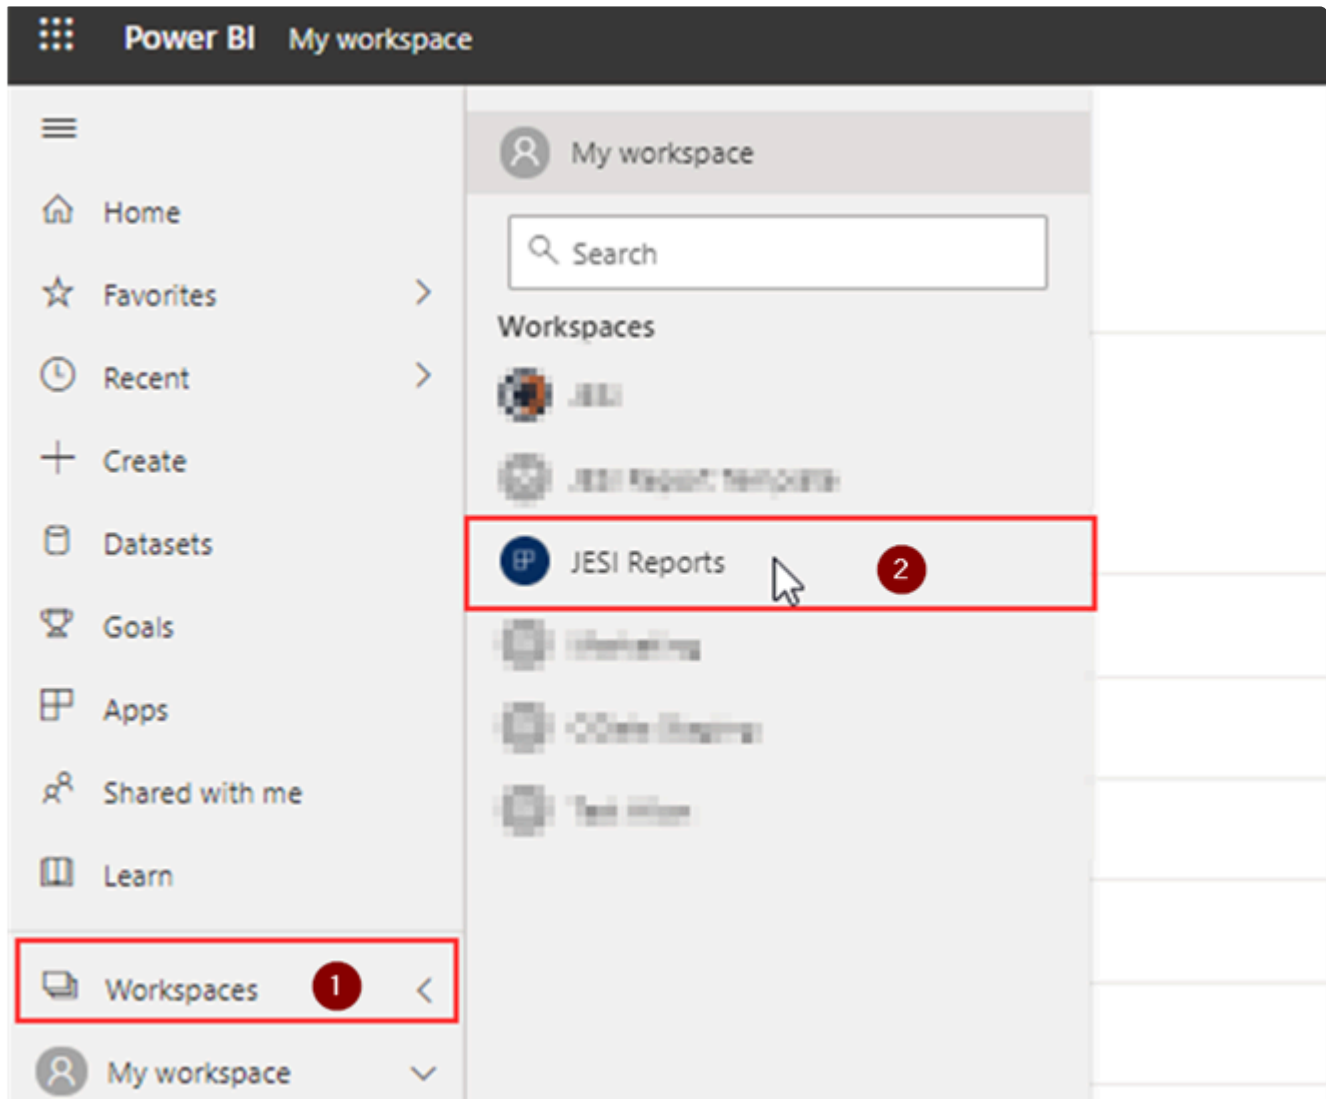 Power BI My workspace
My workspace
Home
Search
Favorites
Workspaces
Recent
Create
Datasets
JESI Reports 2
Goals
Apps
Shared with me
Learn
Workspaces 1
My workspace